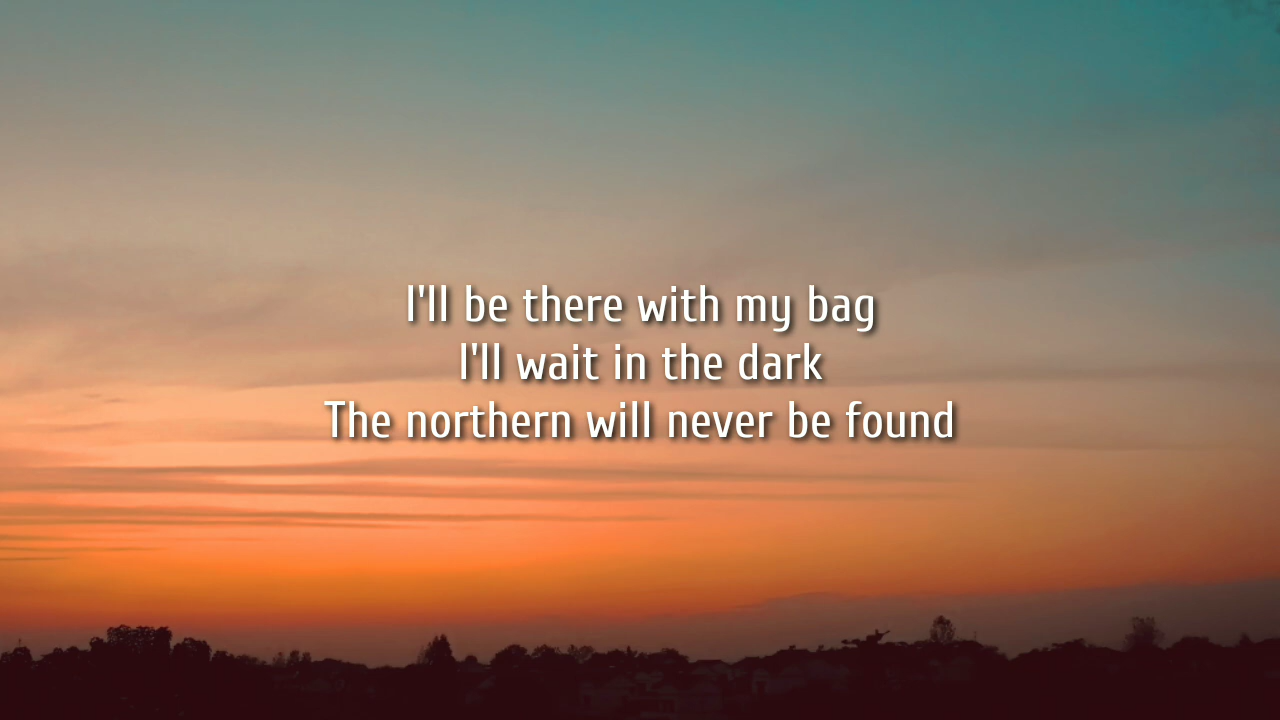 I'll be there with my bag
I'll wait in the dark
The northern will never be found